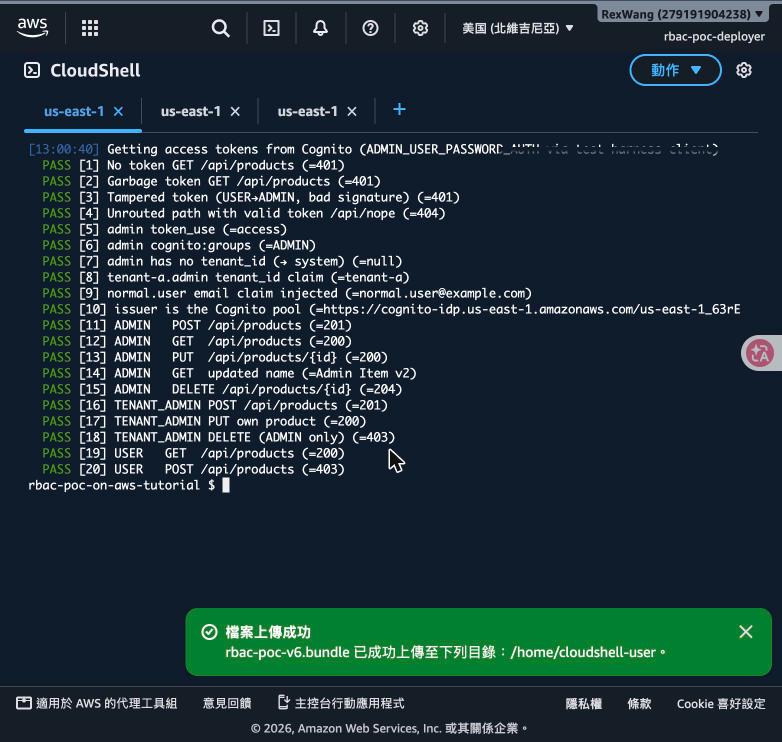 aws
美國 (北維吉尼亞) ▼
RexWang (279191904238) ▼
rbac-poc-deployer
CloudShell
動作 ▼
us-east-1 ×
us-east-1 ×
us-east-1 ×
+
[13:00:40] Getting access tokens from Cognito (ADMIN_USER_PASSWORD_AUTH via test harness client)
PASS [1] No token GET /api/products (=401)
PASS [2] Garbage token GET /api/products (=401)
PASS [3] Tampered token (USER→ADMIN, bad signature) (=401)
PASS [4] Unrouted path with valid token /api/nope (=404)
PASS [5] admin token_use (=access)
PASS [6] admin cognito:groups (=ADMIN)
PASS [7] admin has no tenant_id (→ system) (=null)
PASS [8] tenant-a.admin tenant_id claim (=tenant-a)
PASS [9] normal.user email claim injected (=normal.user@example.com)
PASS [10] issuer is the Cognito pool (=https://cognito-idp.us-east-1.amazonaws.com/us-east-1_63rE
PASS [11] ADMIN POST /api/products (=201)
PASS [12] ADMIN GET /api/products (=200)
PASS [13] ADMIN PUT /api/products/{id} (=200)
PASS [14] ADMIN GET updated name (=Admin Item v2)
PASS [15] ADMIN DELETE /api/products/{id} (=204)
PASS [16] TENANT_ADMIN POST /api/products (=201)
PASS [17] TENANT_ADMIN PUT own product (=200)
PASS [18] TENANT_ADMIN DELETE (ADMIN only) (=403)
PASS [19] USER GET /api/products (=200)
PASS [20] USER POST /api/products (=403)
rbac-poc-on-aws-tutorial $
檔案上傳成功
rbac-poc-v6.bundle 已成功上傳至下列目錄：/home/cloudshell-user。
適用於 AWS 的代理工具組
意見回饋
主控台行動應用程式
隱私權
條款
Cookie 喜好設定
© 2026, Amazon Web Services, Inc. 或其關係企業。